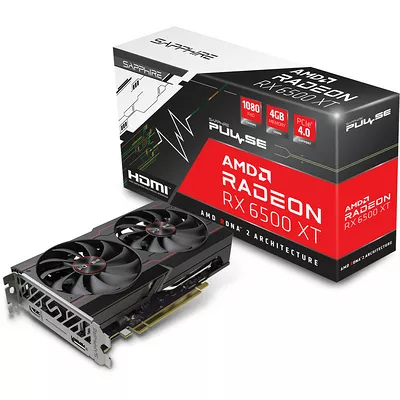 SAPPHIRE
AMD
RADEON
RX 6500 XT
1080
4GB
MEMORY
PCIe
4.0
SAPPHIRE
PULSE
HDMI
AMD
RADEON
RX 6500 XT
AMD RDNA 2 ARCHITECTURE